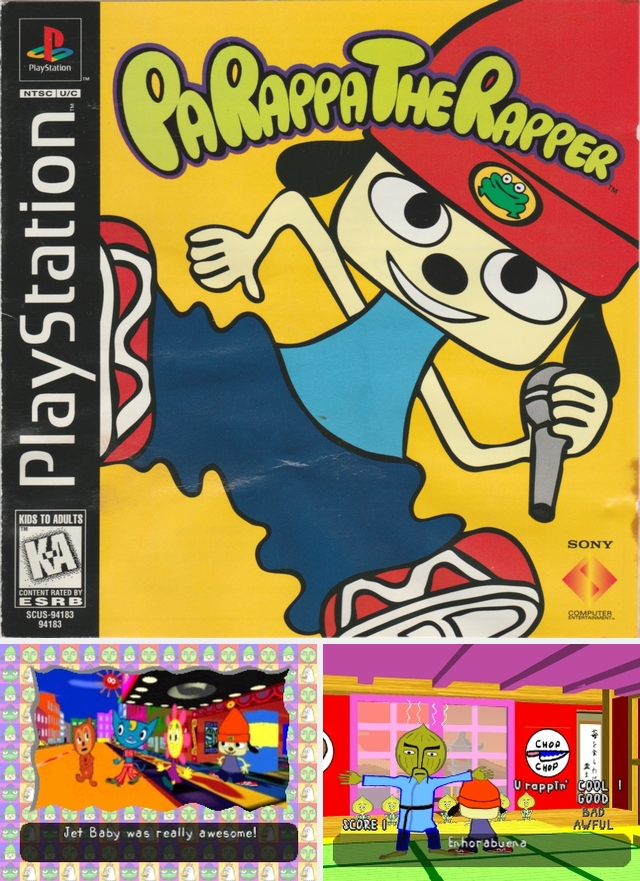 PlayStation
NTSC U/C
PlayStation
PARAPPA THE RAPPER
TM
KIDS TO ADULTS
K-A
CONTENT RATED BY
ESRB
SCUS-94183
94183
SONY
COMPUTER
ENTERTAINMENT
Jet Baby was really awesome!
CHOP
CHOP
U rappin'
COOL !
GOOD
BAD
AWFUL
SCORE !
Enhorabuena